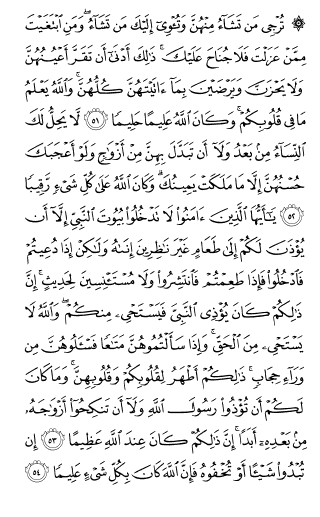 ۞ تُرْجِى مَن تَشَآءُ مِنْهُنَّ وَتُـْٔوِىٓ إِلَيْكَ مَن تَشَآءُ ۖ وَمَنِ ٱبْتَغَيْتَ
مِمَّنْ عَزَلْتَ فَلَا جُنَاحَ عَلَيْكَ ۚ ذَٰلِكَ أَدْنَىٰٓ أَن تَقَرَّ أَعْيُنُهُنَّ
وَلَا يَحْزَنَّ وَيَرْضَيْنَ بِمَآ ءَاتَيْتَهُنَّ كُلُّهُنَّ ۚ وَٱللَّهُ يَعْلَمُ
مَا فِى قُلُوبِكُمْ ۚ وَكَانَ ٱللَّهُ عَلِيمًا حَلِيمًا ٥١ لَّا يَحِلُّ لَكَ
ٱلنِّسَآءُ مِنۢ بَعْدُ وَلَآ أَن تَبَدَّلَ بِهِنَّ مِنْ أَزْوَٰجٍ وَلَوْ أَعْجَبَكَ
حُسْنُهُنَّ إِلَّا مَا مَلَكَتْ يَمِينُكَ ۗ وَكَانَ ٱللَّهُ عَلَىٰ كُلِّ شَىْءٍ رَّقِيبًا
٥٢ يَـٰٓأَيُّهَا ٱلَّذِينَ ءَامَنُوا۟ لَا تَدْخُلُوا۟ بُيُوتَ ٱلنَّبِىِّ إِلَّآ أَن
يُؤْذَنَ لَكُمْ إِلَىٰ طَعَامٍ غَيْرَ نَـٰظِرِينَ إِنَىٰهُ وَلَـٰكِنْ إِذَا دُعِيتُمْ
فَٱدْخُلُوا۟ فَإِذَا طَعِمْتُمْ فَٱنتَشِرُوا۟ وَلَا مُسْتَـْٔنِسِينَ لِحَدِيثٍ ۚ إِنَّ
ذَٰلِكُمْ كَانَ يُؤْذِى ٱلنَّبِىَّ فَيَسْتَحْىِۦ مِنكُمْ ۖ وَٱللَّهُ لَا
يَسْتَحْىِۦ مِنَ ٱلْحَقِّ ۚ وَإِذَا سَأَلْتُمُوهُنَّ مَتَـٰعًا فَسْـَٔلُوهُنَّ مِن
وَرَآءِ حِجَابٍ ۚ ذَٰلِكُمْ أَطْهَرُ لِقُلُوبِكُمْ وَقُلُوبِهِنَّ ۚ وَمَا كَانَ
لَكُمْ أَن تُؤْذُوا۟ رَسُولَ ٱللَّهِ وَلَآ أَن تَنكِحُوٓا۟ أَزْوَٰجَهُۥ
مِنۢ بَعْدِهِۦٓ أَبَدًا ۚ إِنَّ ذَٰلِكُمْ كَانَ عِندَ ٱللَّهِ عَظِيمًا ٥٣ إِن
تُبْدُوا۟ شَيْـًٔا أَوْ تُخْفُوهُ فَإِنَّ ٱللَّهَ كَانَ بِكُلِّ شَىْءٍ عَلِيمًا ٥٤